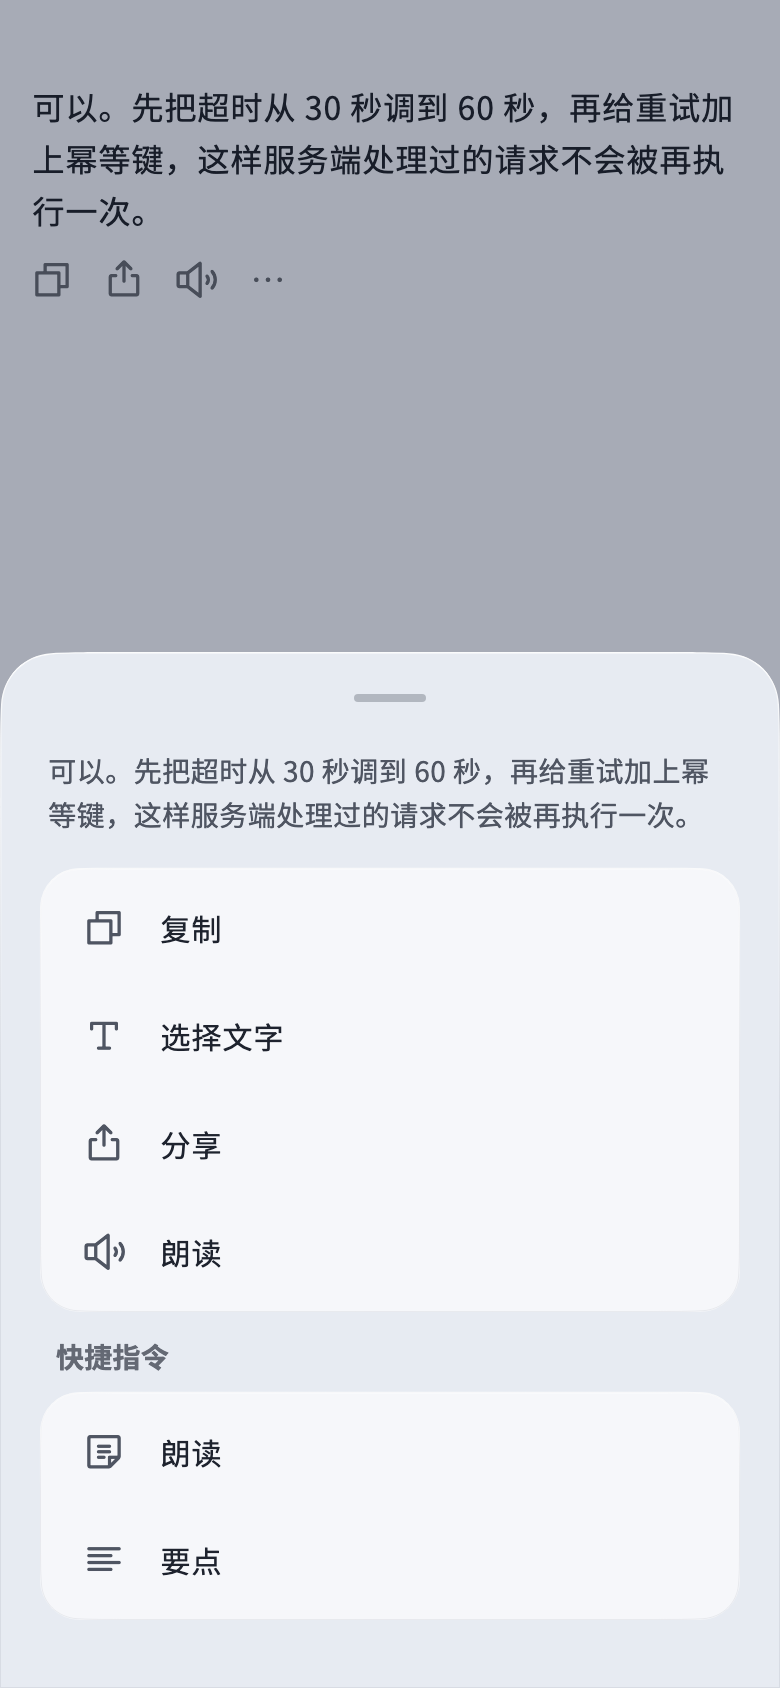 可以。先把超时从 30 秒调到 60 秒，再给重试加
上幂等键，这样服务端处理过的请求不会被再执
行一次。
可以。先把超时从 30 秒调到 60 秒，再给重试加上幂
等键，这样服务端处理过的请求不会被再执行一次。
复制
选择文字
分享
朗读
快捷指令
朗读
要点